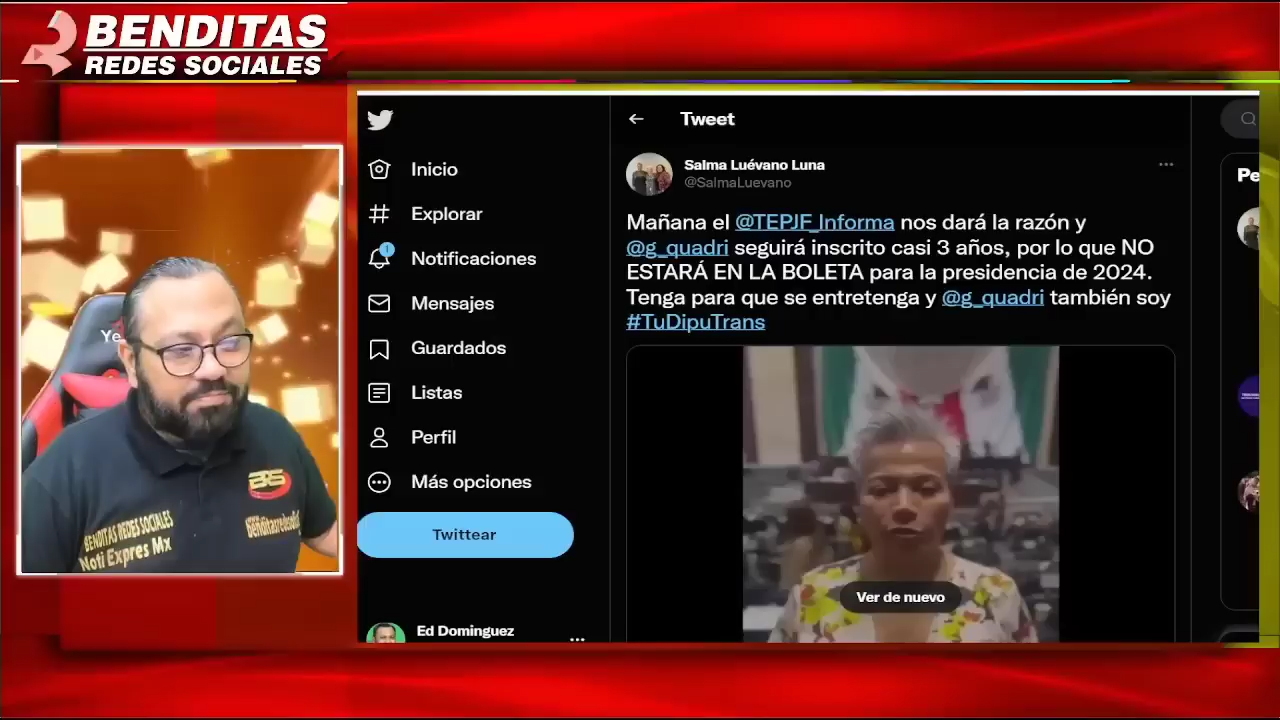 BENDITAS
REDES SOCIALES
Inicio
Explorar
Notificaciones
Mensajes
Guardados
Listas
Perfil
Más opciones
Twittear
Ed Dominguez
Tweet
Salma Luévano Luna
@SalmaLuevano
Mañana el @TEPJF_Informa nos dará la razón y
@g_quadri seguirá inscrito casi 3 años, por lo que NO
ESTARÁ EN LA BOLETA para la presidencia de 2024.
Tenga para que se entretenga y @g_quadri también soy
#TuDipuTrans
Ver de nuevo
Pe
Ye
BENDITAS REDES SOCIALES
Noti Expres Mx